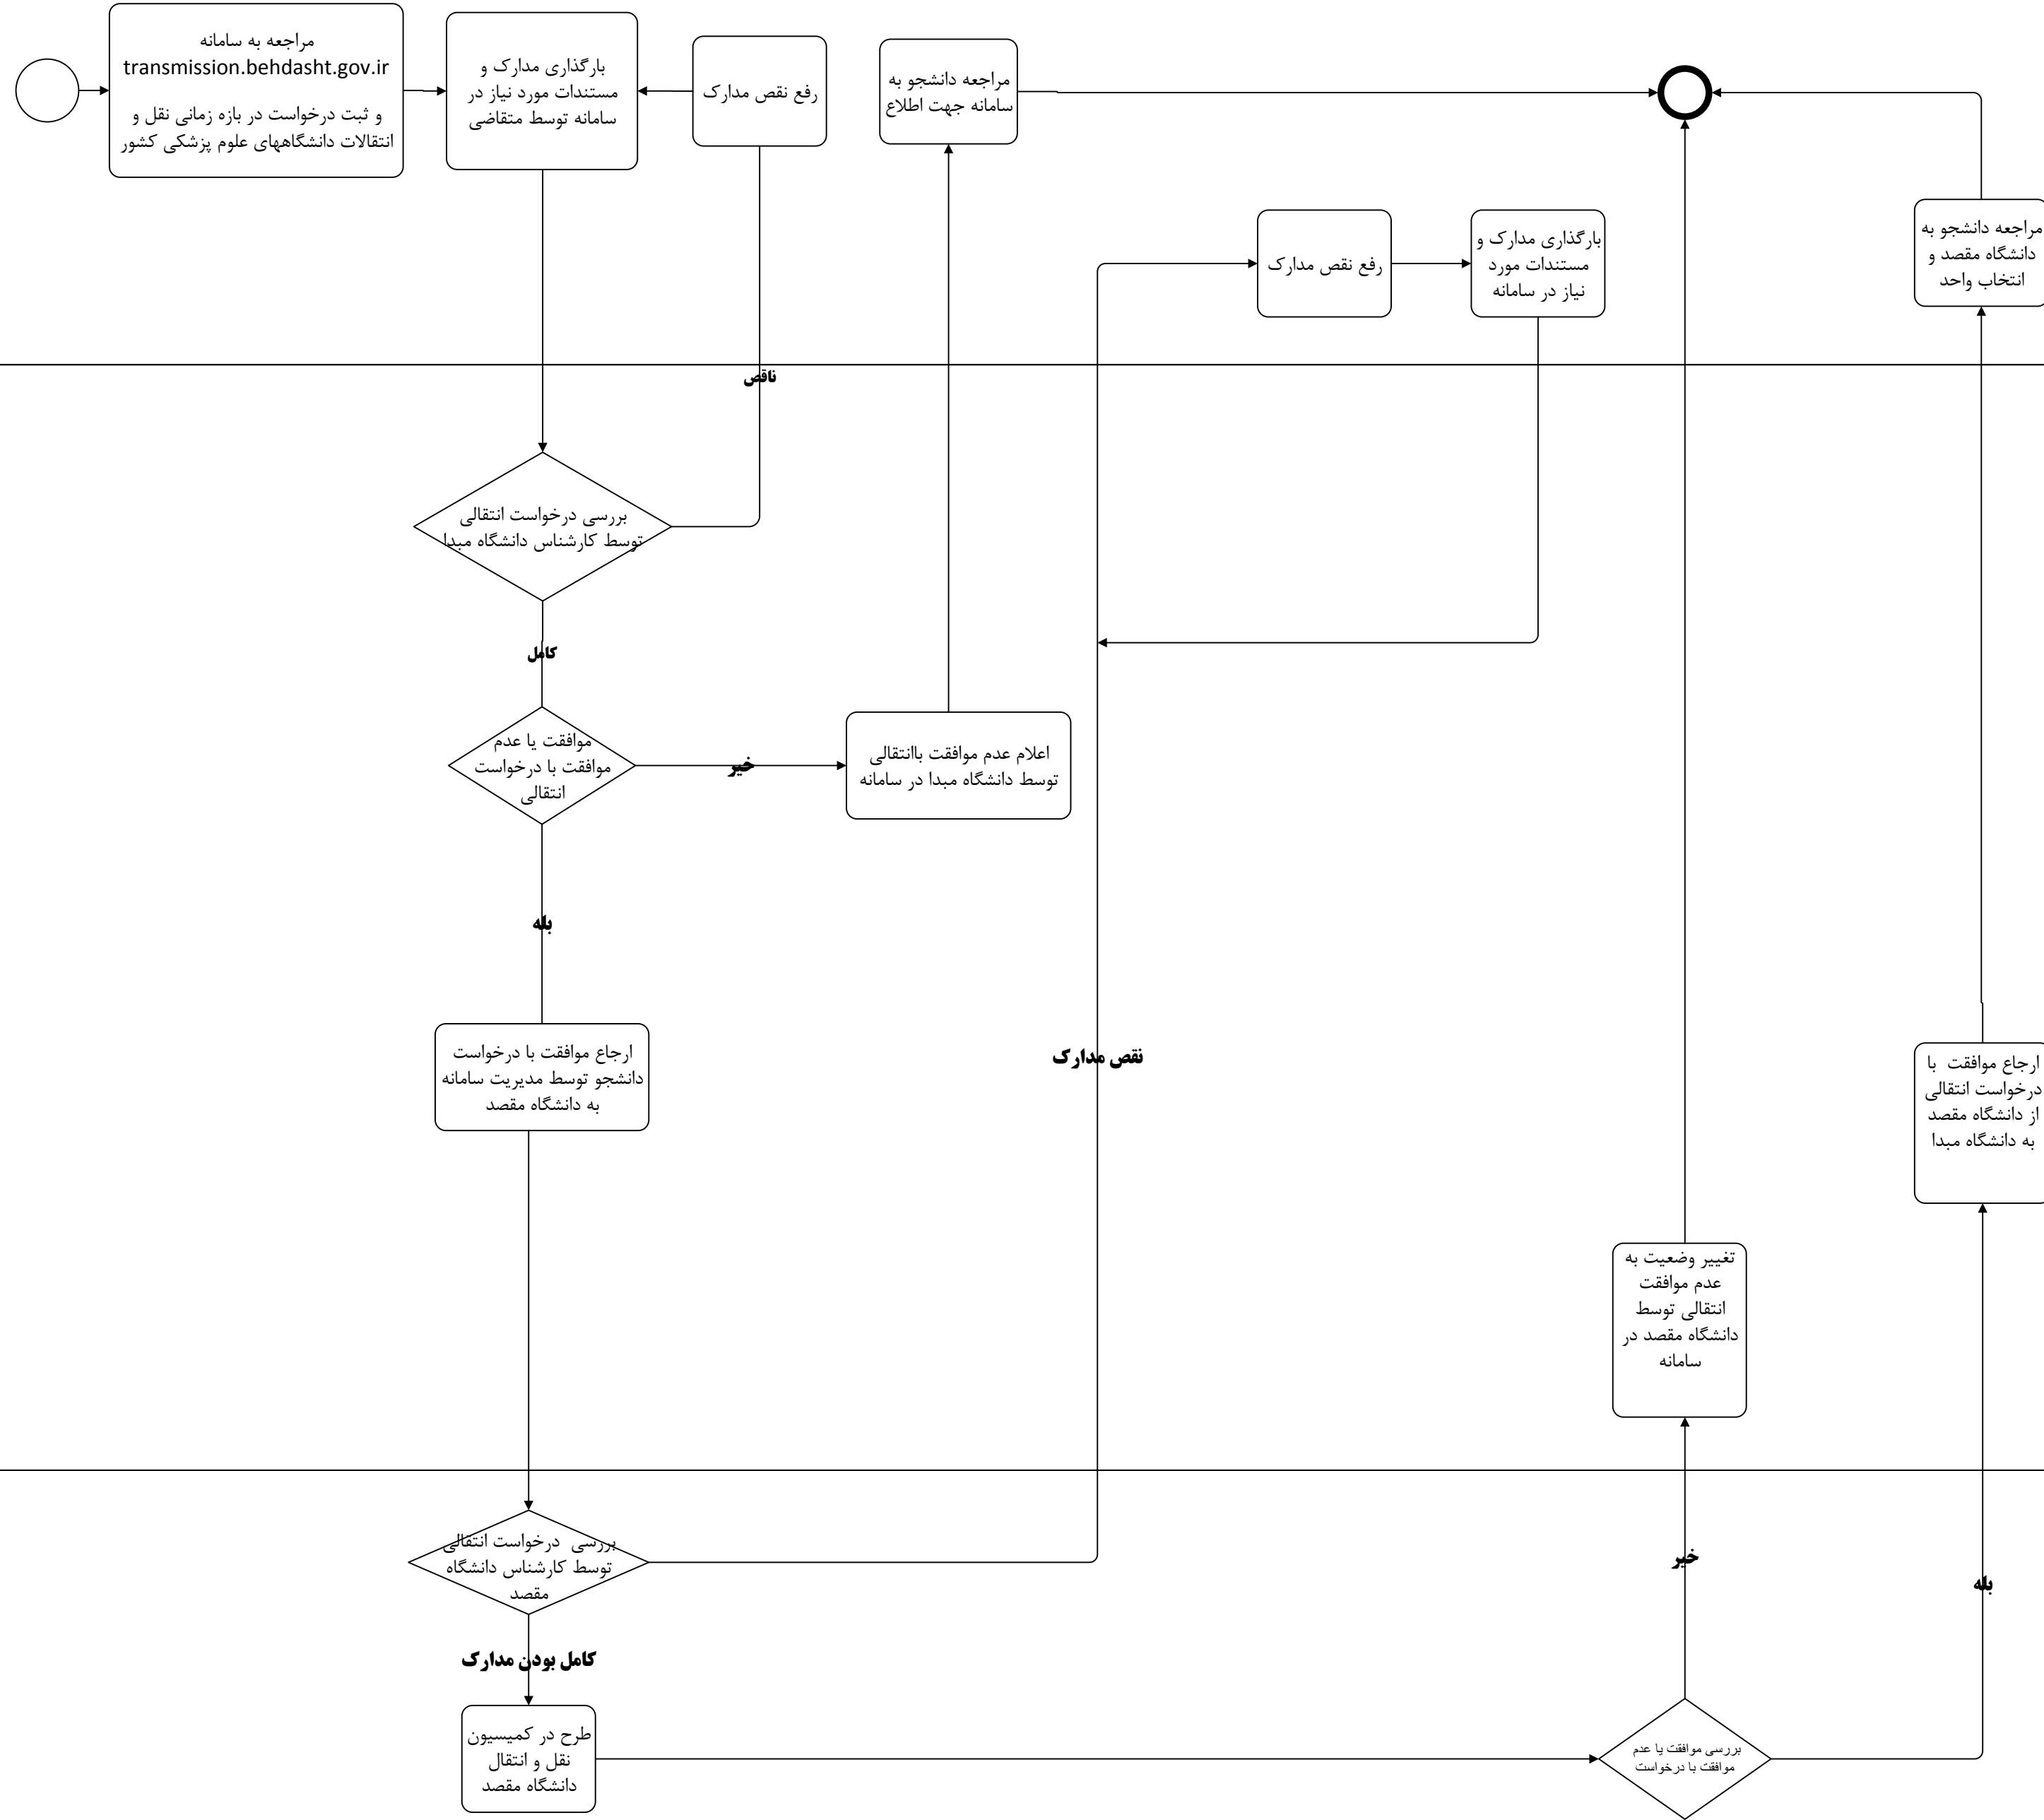 مراجعه به سامانه
transmission.behdasht.gov.ir
و ثبت درخواست در بازه زمانی نقل و
انتقالات دانشگاههای علوم پزشکی کشور
بارگذاری مدارک و
مستندات مورد نیاز در
سامانه توسط متقاضی
رفع نقص مدارک
مراجعه دانشجو به
سامانه جهت اطلاع
رفع نقص مدارک
بارگذاری مدارک و
مستندات مورد
نیاز در سامانه
مراجعه دانشجو به
دانشگاه مقصد و
انتخاب واحد
ناقص
بررسی درخواست انتقالی
توسط کارشناس دانشگاه مبدا
کامل
موافقت یا عدم
موافقت با درخواست
انتقالی
خیر
اعلام عدم موافقت باانتقالی
توسط دانشگاه مبدا در سامانه
بله
ارجاع موافقت با درخواست
دانشجو توسط مدیریت سامانه
به دانشگاه مقصد
نقص مدارک
ارجاع موافقت با
درخواست انتقالی
از دانشگاه مقصد
به دانشگاه مبدا
تغییر وضعیت به
عدم موافقت
انتقالی توسط
دانشگاه مقصد در
سامانه
بررسی درخواست انتقالی
توسط کارشناس دانشگاه
مقصد
خیر
بله
کامل بودن مدارک
طرح در کمیسیون
نقل و انتقال
دانشگاه مقصد
بررسی موافقت یا عدم
موافقت با درخواست